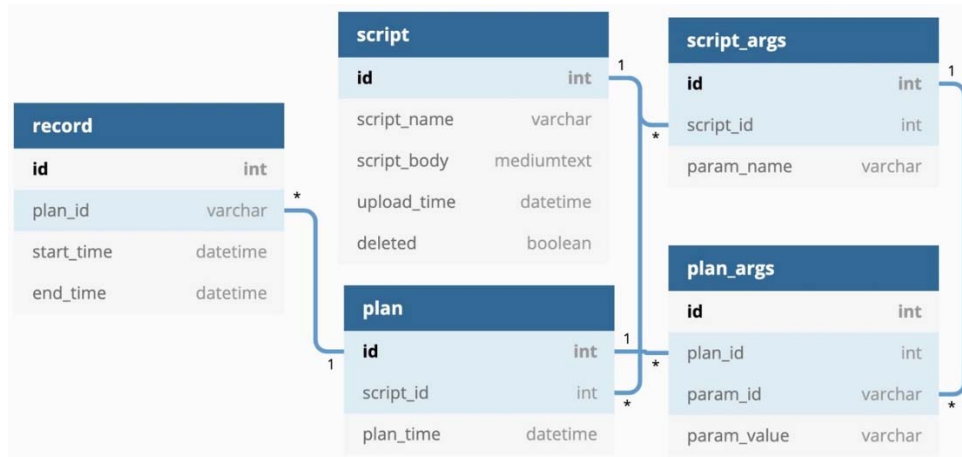 record
id int
plan_id varchar
start_time datetime
end_time datetime
*
1
script
id int
script_name varchar
script_body mediumtext
upload_time datetime
deleted boolean
1
*
plan
id int
script_id int
plan_time datetime
1
*
*
script_args
id int
script_id int
param_name varchar
1
plan_args
id int
plan_id int
param_id varchar
param_value varchar
*